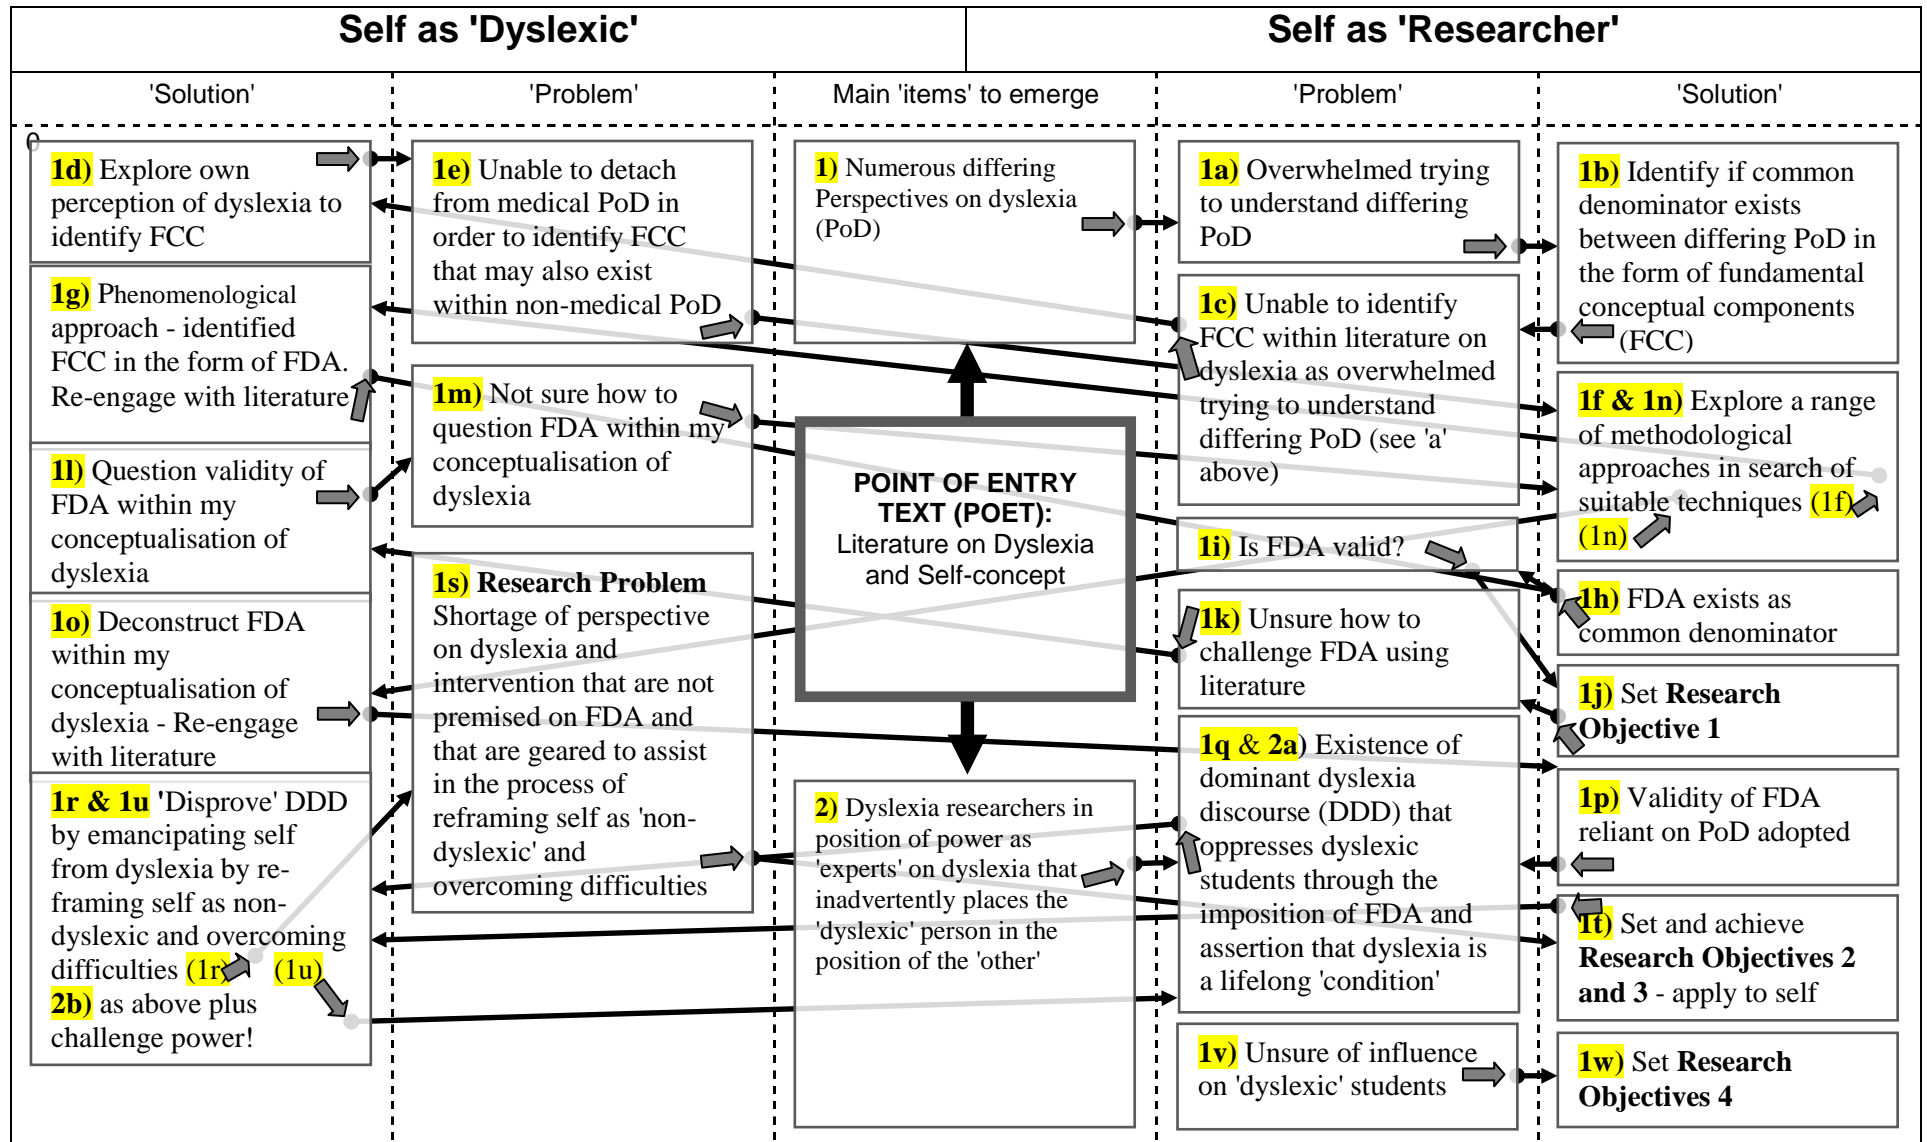 Self as 'Dyslexic'
Self as 'Researcher'
'Solution'
'Problem'
Main 'items' to emerge
'Problem'
'Solution'
0
1d) Explore own
perception of dyslexia to
identify FCC
1g) Phenomenological
approach - identified
FCC in the form of FDA.
Re-engage with literature
1l) Question validity of
FDA within my
conceptualisation of
dyslexia
1o) Deconstruct FDA
within my
conceptualisation of
dyslexia - Re-engage
with literature
1r & 1u 'Disprove' DDD
by emancipating self
from dyslexia by re-
framing self as non-
dyslexic and overcoming
difficulties (1r) (1u)
2b) as above plus
challenge power!
1e) Unable to detach
from medical PoD in
order to identify FCC
that may also exist
within non-medical PoD
1m) Not sure how to
question FDA within my
conceptualisation of
dyslexia
1s) Research Problem
Shortage of perspective
on dyslexia and
intervention that are not
premised on FDA and
that are geared to assist
in the process of
reframing self as 'non-
dyslexic' and
overcoming difficulties
1) Numerous differing
Perspectives on dyslexia
(PoD)
POINT OF ENTRY
TEXT (POET):
Literature on Dyslexia
and Self-concept
2) Dyslexia researchers in
position of power as
'experts' on dyslexia that
inadvertently places the
'dyslexic' person in the
position of the 'other'
1a) Overwhelmed trying
to understand differing
PoD
1c) Unable to identify
FCC within literature on
dyslexia as overwhelmed
trying to understand
differing PoD (see 'a'
above)
1i) Is FDA valid?
1k) Unsure how to
challenge FDA using
literature
1q & 2a) Existence of
dominant dyslexia
discourse (DDD) that
oppresses dyslexic
students through the
imposition of FDA and
assertion that dyslexia is
a lifelong 'condition'
1v) Unsure of influence
on 'dyslexic' students
1b) Identify if common
denominator exists
between differing PoD in
the form of fundamental
conceptual components
(FCC)
1f & 1n) Explore a range
of methodological
approaches in search of
suitable techniques (1f)
(1n)
1h) FDA exists as
common denominator
1j) Set Research
Objective 1
1p) Validity of FDA
reliant on PoD adopted
1t) Set and achieve
Research Objectives 2
and 3 - apply to self
1w) Set Research
Objectives 4